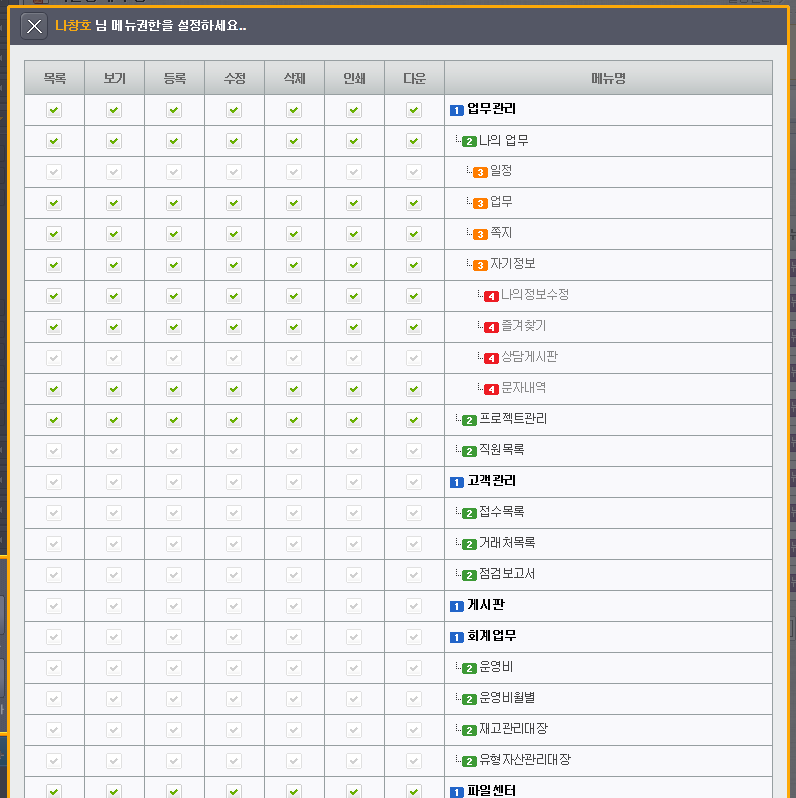 나창호 님 메뉴권한을 설정하세요..
목록 보기 등록 수정 삭제 인쇄 다운 메뉴명
1 업무관리
2 나의 업무
3 일정
3 업무
3 쪽지
3 자기정보
4 나의정보수정
4 즐겨찾기
4 상담게시판
4 문자내역
2 프로젝트관리
2 직원목록
1 고객관리
2 접수목록
2 거래처목록
2 점검보고서
1 게시판
1 회계업무
2 운영비
2 운영비월별
2 재고관리대장
2 유형자산관리대장
1 파일센터